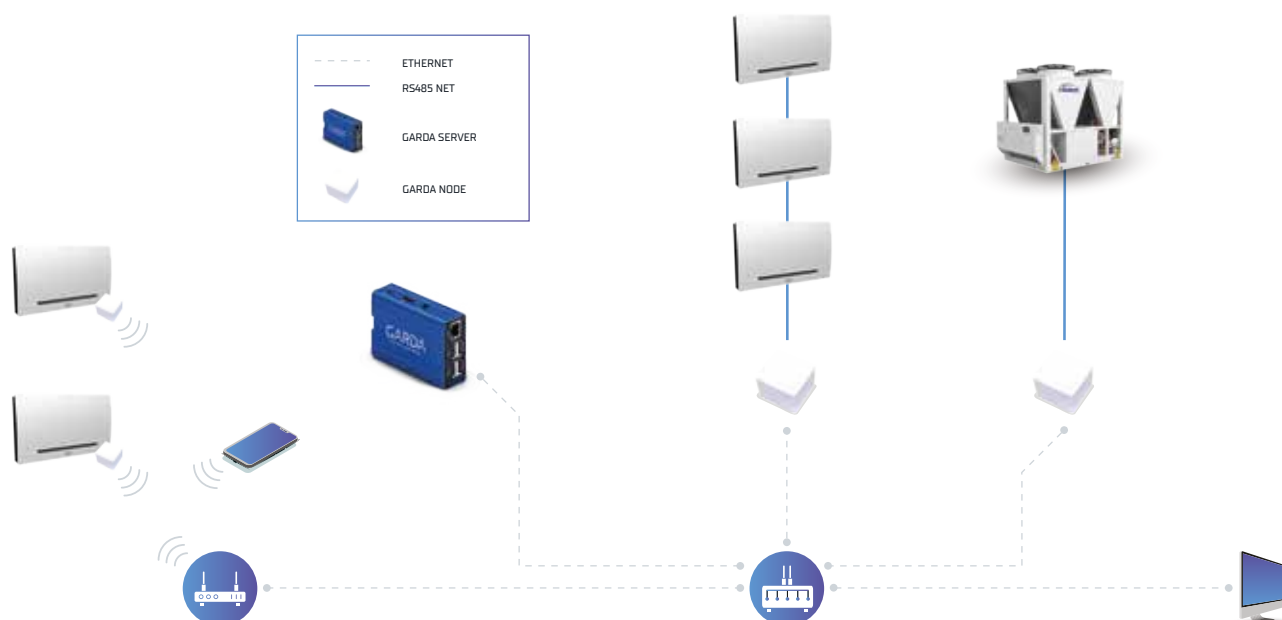 ETHERNET
RS485 NET
GARDA SERVER
GARDA NODE
GARDA